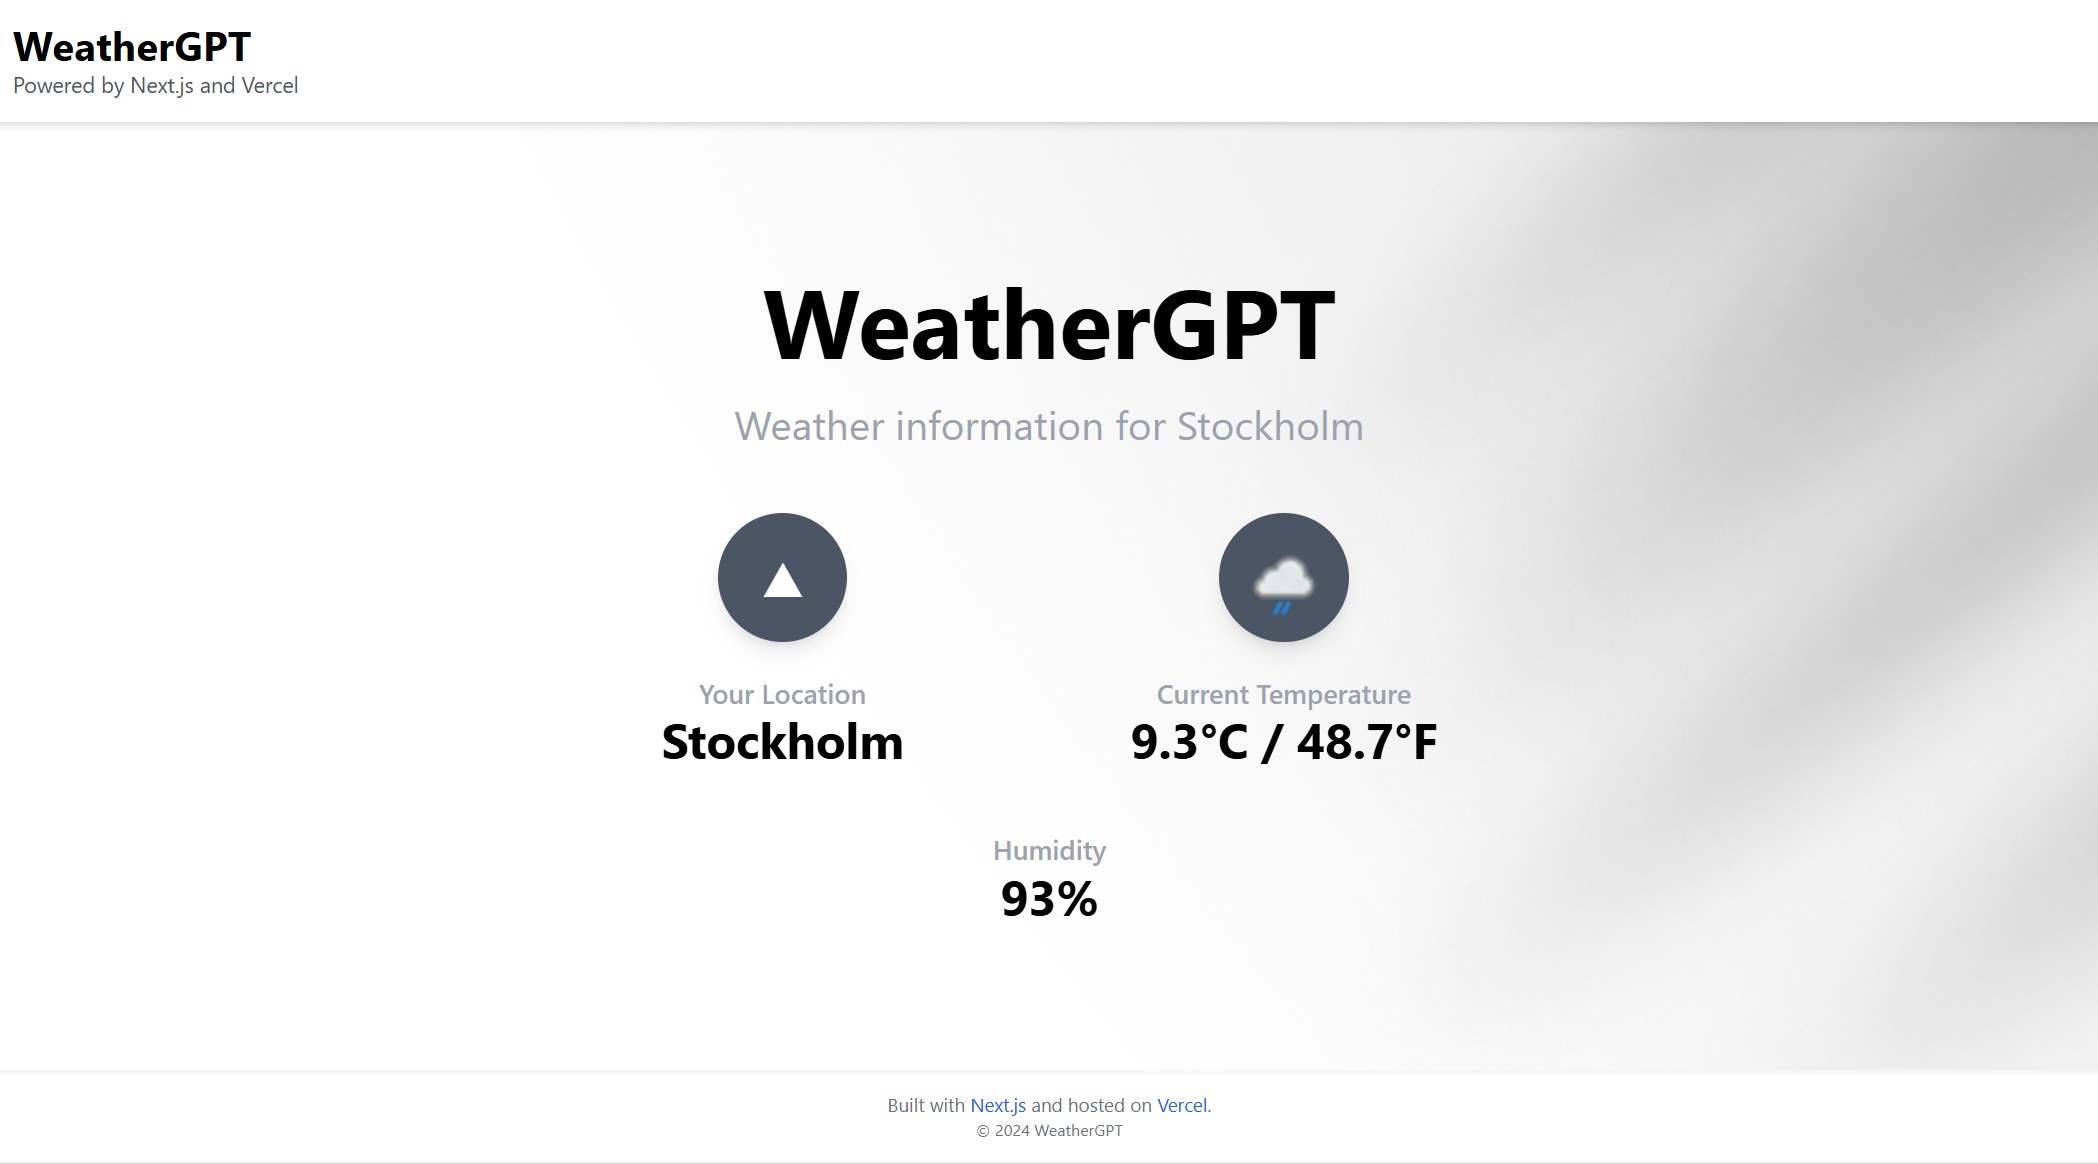 WeatherGPT
Powered by Next.js and Vercel
WeatherGPT
Weather information for Stockholm
Your Location
Stockholm
Current Temperature
9.3°C / 48.7°F
Humidity
93%
Built with Next.js and hosted on Vercel.
© 2024 WeatherGPT